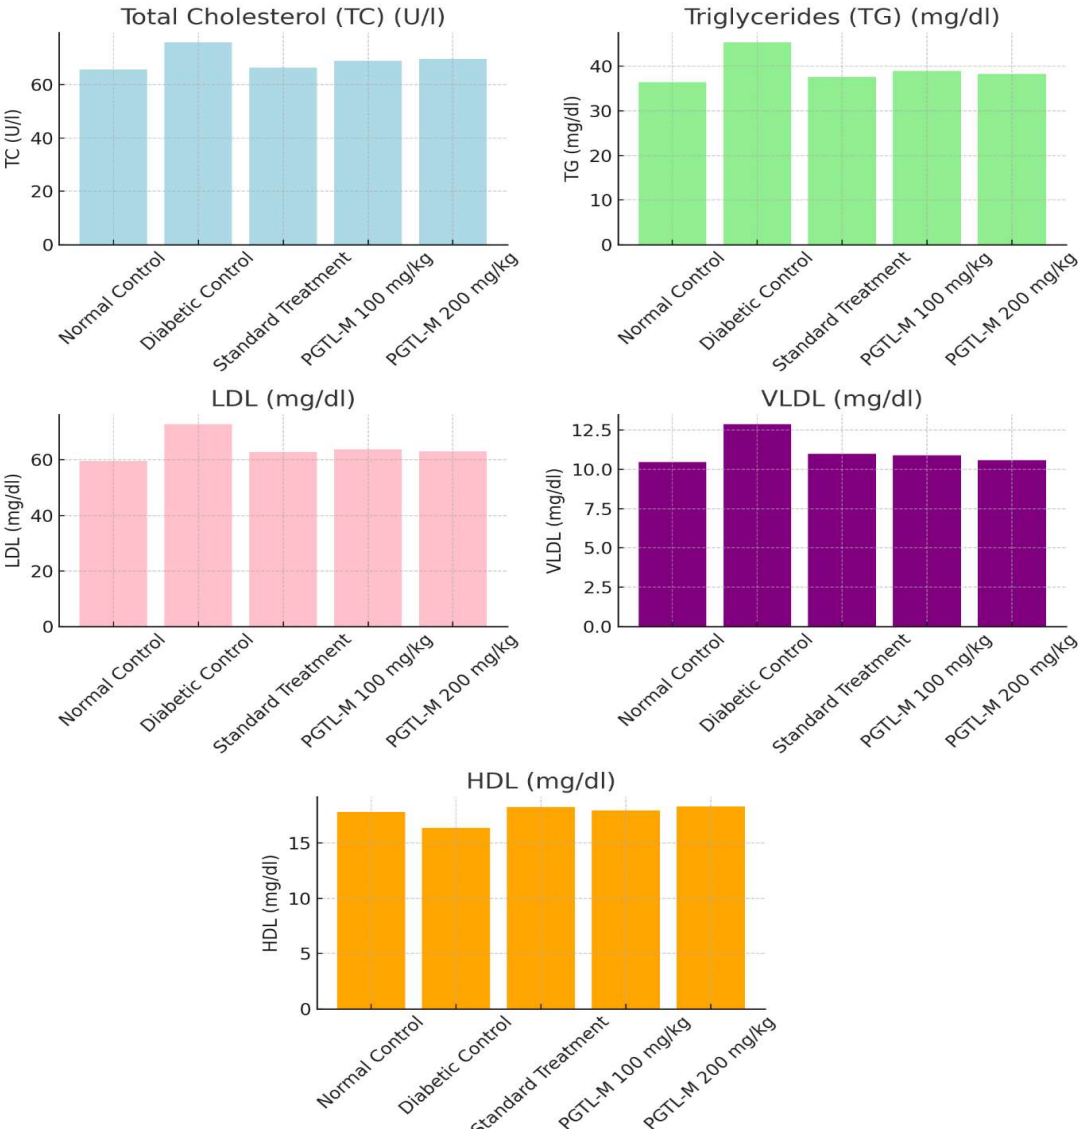 Total Cholesterol (TC) (U/l)
TC (U/l)
60
40
20
0
Normal Control
Diabetic Control
Standard Treatment
PGTL-M 100 mg/kg
PGTL-M 200 mg/kg
Triglycerides (TG) (mg/dl)
TG (mg/dl)
40
30
20
10
0
Normal Control
Diabetic Control
Standard Treatment
PGTL-M 100 mg/kg
PGTL-M 200 mg/kg
LDL (mg/dl)
LDL (mg/dl)
60
40
20
0
Normal Control
Diabetic Control
Standard Treatment
PGTL-M 100 mg/kg
PGTL-M 200 mg/kg
VLDL (mg/dl)
VLDL (mg/dl)
12.5
10.0
7.5
5.0
2.5
0.0
Normal Control
Diabetic Control
Standard Treatment
PGTL-M 100 mg/kg
PGTL-M 200 mg/kg
HDL (mg/dl)
HDL (mg/dl)
15
10
5
0
Normal Control
Diabetic Control
Standard Treatment
PGTL-M 100 mg/kg
PGTL-M 200 mg/kg